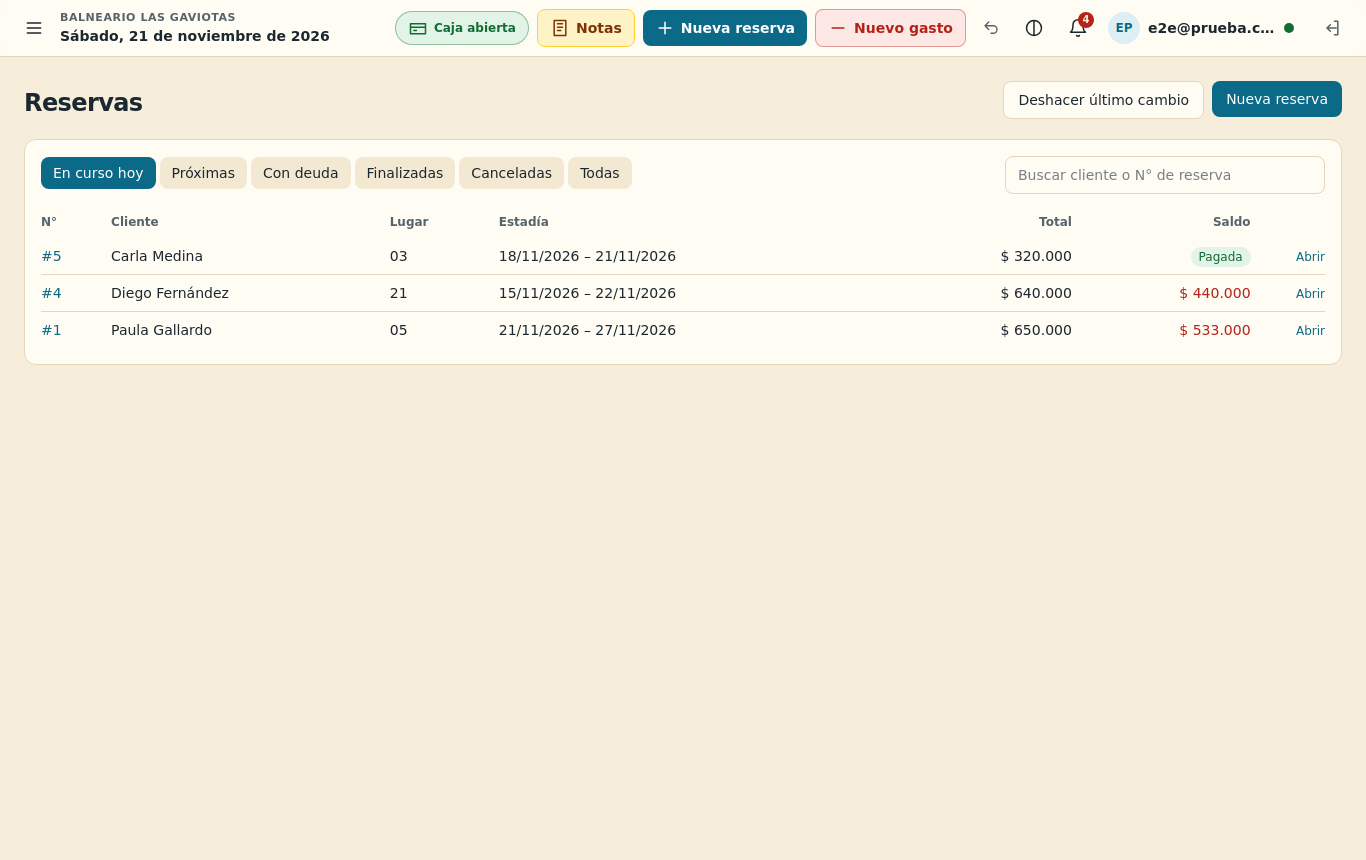 BALNEARIO LAS GAVIOTAS
Sábado, 21 de noviembre de 2026
Caja abierta
Notas
Nueva reserva
Nuevo gasto
4
EP
e2e@prueba.c...
Reservas
Deshacer último cambio
Nueva reserva
En curso hoy
Próximas
Con deuda
Finalizadas
Canceladas
Todas
Buscar cliente o N° de reserva
N° Cliente Lugar Estadía Total Saldo
#5 Carla Medina 03 18/11/2026 – 21/11/2026 $ 320.000 Pagada Abrir
#4 Diego Fernández 21 15/11/2026 – 22/11/2026 $ 640.000 $ 440.000 Abrir
#1 Paula Gallardo 05 21/11/2026 – 27/11/2026 $ 650.000 $ 533.000 Abrir